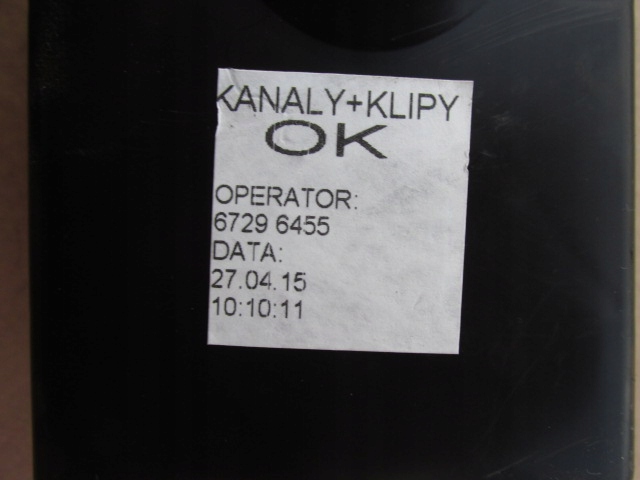 KANALY+KLIPY
OK
OPERATOR:
6729 6455
DATA:
27.04.15
10:10:11